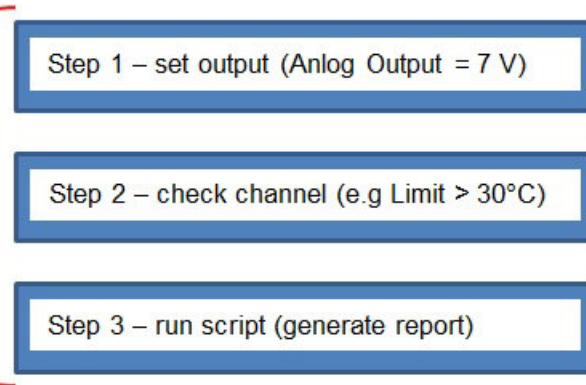 Step 1 – set output (Anlog Output = 7 V)
Step 2 – check channel (e.g Limit > 30°C)
Step 3 – run script (generate report)